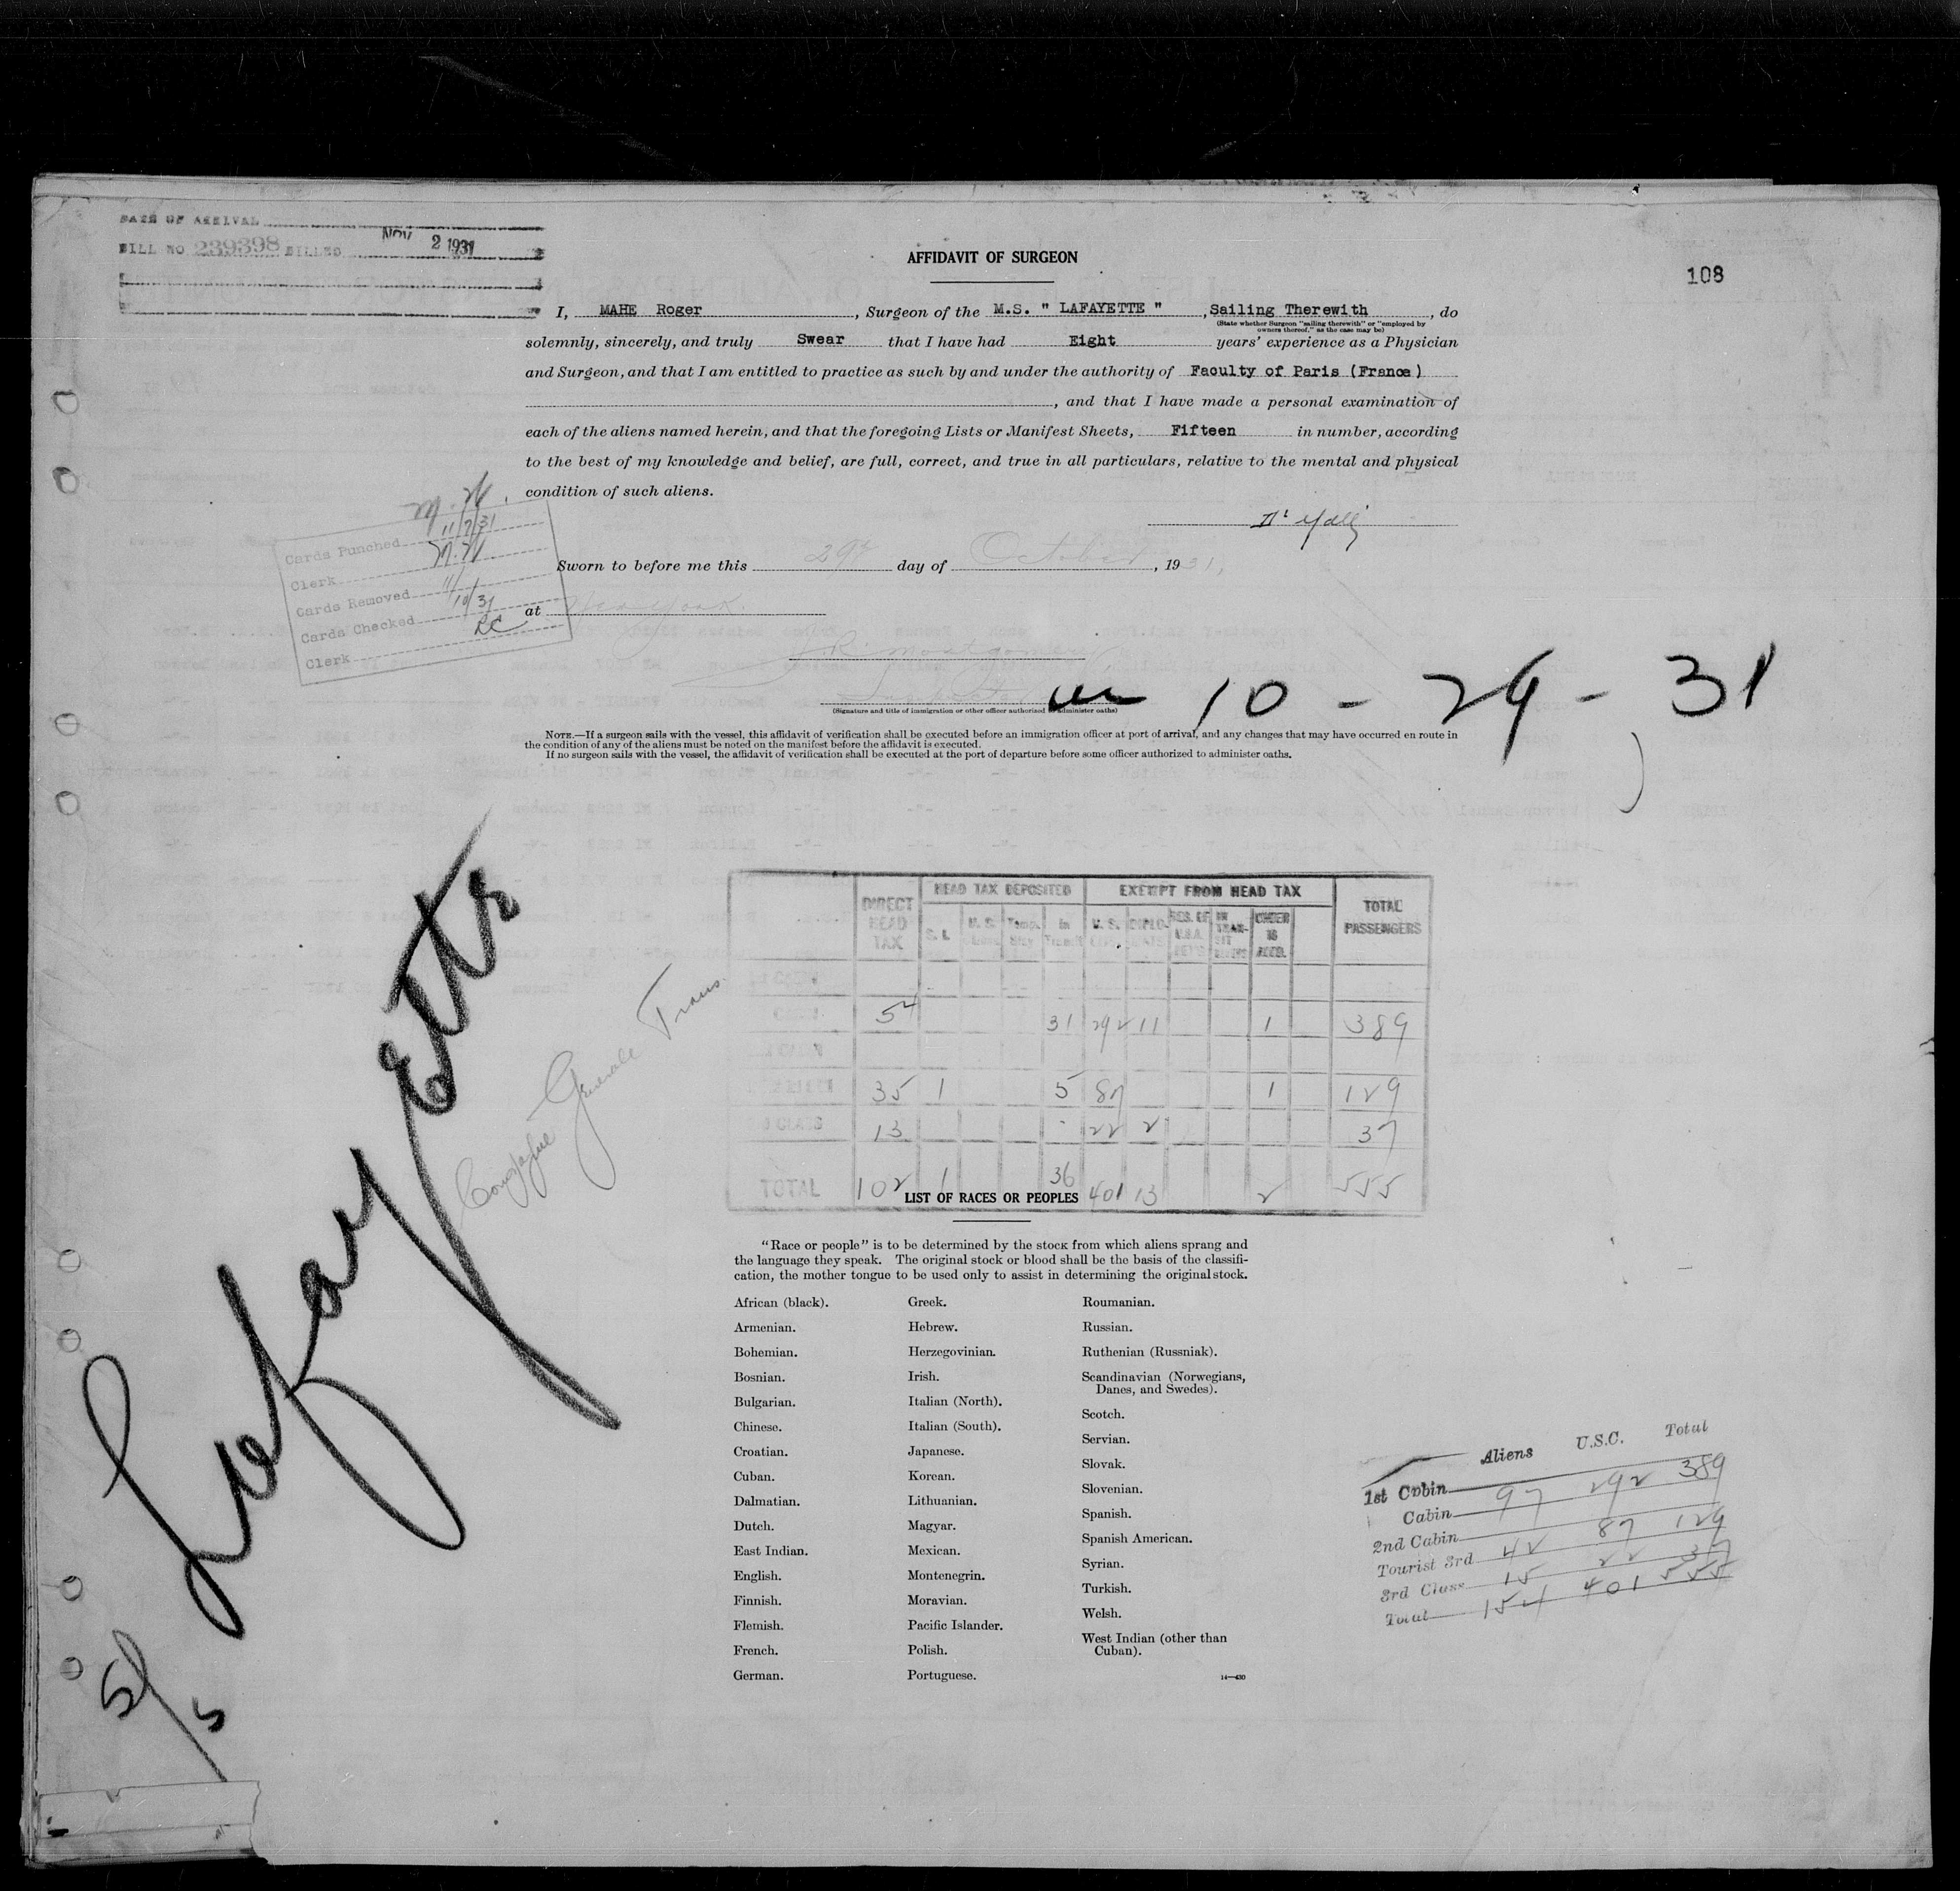 DATE OF ARRIVAL
BILL NO 239398 BILLED NOV 2 1931
AFFIDAVIT OF SURGEON
108
I, MAHE Roger, Surgeon of the M.S. " LAFAYETTE ", Sailing Therewith, do
(State whether Surgeon "sailing therewith" or "employed by
owners thereof," as the case may be)
solemnly, sincerely, and truly Swear that I have had Eight years' experience as a Physician
and Surgeon, and that I am entitled to practice as such by and under the authority of Faculty of Paris (France)
, and that I have made a personal examination of
each of the aliens named herein, and that the foregoing Lists or Manifest Sheets, Fifteen in number, according
to the best of my knowledge and belief, are full, correct, and true in all particulars, relative to the mental and physical
condition of such aliens.
Cards Punched 11/7/31
Clerk
Cards Removed
Cards Checked
Clerk RC
Sworn to before me this 29th day of October, 1931,
at New York
(Signature and title of immigration or other officer authorized to administer oaths)
10 - 29 - 31
NOTE.—If a surgeon sails with the vessel, this affidavit of verification shall be executed before an immigration officer at port of arrival, and any changes that may have occurred en route in
the condition of any of the aliens must be noted on the manifest before the affidavit is executed.
If no surgeon sails with the vessel, the affidavit of verification shall be executed at the port of departure before some officer authorized to administer oaths.
Lafayette
Compagnie Generale Trans.
DIRECT HEAD TAX HEAD TAX DEPOSITED EXEMPT FROM HEAD TAX TOTAL PASSENGERS
S. I. U. S. Temp. Stay In Transit U. S. DIPLO- RES. OF U.S.A. IN TRAN- SIT UNDER 16 ACCD.
54 31 292 11 1 389
35 1 5 87 1 129
CLASS 13 22 2 37
TOTAL 102 1 36 401 13 2 555
LIST OF RACES OR PEOPLES
"Race or people" is to be determined by the stock from which aliens sprang and
the language they speak. The original stock or blood shall be the basis of the classifi-
cation, the mother tongue to be used only to assist in determining the original stock.
African (black).
Armenian.
Bohemian.
Bosnian.
Bulgarian.
Chinese.
Croatian.
Cuban.
Dalmatian.
Dutch.
East Indian.
English.
Finnish.
Flemish.
French.
German.
Greek.
Hebrew.
Herzegovinian.
Irish.
Italian (North).
Italian (South).
Japanese.
Korean.
Lithuanian.
Magyar.
Mexican.
Montenegrin.
Moravian.
Pacific Islander.
Polish.
Portuguese.
Roumanian.
Russian.
Ruthenian (Russniak).
Scandinavian (Norwegians,
Danes, and Swedes).
Scotch.
Servian.
Slovak.
Slovenian.
Spanish.
Spanish American.
Syrian.
Turkish.
Welsh.
West Indian (other than
Cuban).
14—430
Aliens U.S.C. Total
1st Cabin
Cabin 97 292 389
2nd Cabin
Tourist 3rd 42 87 129
3rd Class 15 22 37
Total 154 401 555